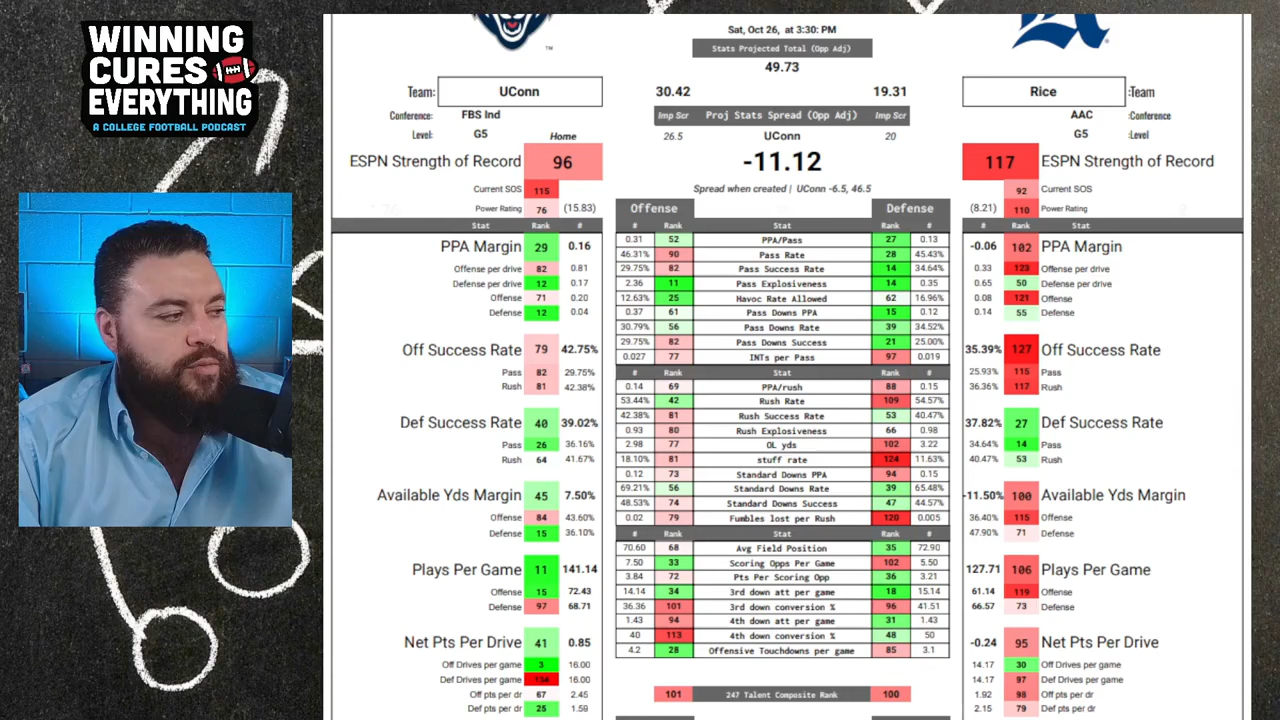 WINNING
CURES
EVERYTHING
A COLLEGE FOOTBALL PODCAST
Sat, Oct 26, at 3:30: PM
Stats Projected Total (Opp Adj)
49.73
Team: UConn 30.42 19.31 Rice :Team
Conference: FBS Ind Imp Scr Proj Stats Spread (Opp Adj) Imp Scr AAC :Conference
Level: G5 Home 26.5 UConn 20 G5 :Level
ESPN Strength of Record 96 -11.12 117 ESPN Strength of Record
Current SOS 115 Spread when created | UConn -6.5, 46.5 92 Current SOS
Power Rating 76 (15.83) Offense Defense (8.21) 110 Power Rating
Stat Rank # # Rank Stat Rank # # Rank Stat
PPA Margin 29 0.16 -0.06 102 PPA Margin
Offense per drive 82 0.81 0.33 123 Offense per drive
Defense per drive 12 0.17 0.65 50 Defense per drive
Offense 71 0.20 0.08 121 Offense
Defense 12 0.04 0.14 55 Defense
Off Success Rate 79 42.75% 35.39% 127 Off Success Rate
Pass 82 29.75% 25.93% 115 Pass
Rush 81 42.38% 36.36% 117 Rush
Def Success Rate 40 39.02% 37.82% 27 Def Success Rate
Pass 26 36.16% 34.64% 14 Pass
Rush 64 41.67% 40.47% 53 Rush
Available Yds Margin 45 7.50% -11.50% 100 Available Yds Margin
Offense 84 43.60% 36.40% 115 Offense
Defense 15 36.10% 47.90% 71 Defense
Plays Per Game 11 141.14 127.71 106 Plays Per Game
Offense 15 72.43 61.14 119 Offense
Defense 97 68.71 66.57 73 Defense
Net Pts Per Drive 41 0.85 -0.24 95 Net Pts Per Drive
Off Drives per game 3 16.00 14.17 30 Off Drives per game
Def Drives per game 134 16.00 14.17 97 Def Drives per game
Off pts per dr 67 2.45 1.92 98 Off pts per dr
Def pts per dr 25 1.59 2.15 79 Def pts per dr
0.31 52 PPA/Pass 27 0.13
46.31% 90 Pass Rate 28 45.43%
29.75% 82 Pass Success Rate 14 34.64%
2.36 11 Pass Explosiveness 14 0.35
12.63% 25 Havoc Rate Allowed 62 16.96%
0.37 61 Pass Downs PPA 15 0.12
30.79% 56 Pass Downs Rate 39 34.52%
29.75% 82 Pass Downs Success 21 25.00%
0.027 77 INTs per Pass 97 0.019
# Rank Stat Rank #
0.14 69 PPA/rush 88 0.15
53.44% 42 Rush Rate 109 54.57%
42.38% 81 Rush Success Rate 53 40.47%
0.93 80 Rush Explosiveness 66 0.98
2.98 77 OL yds 102 3.22
18.10% 81 stuff rate 124 11.63%
0.12 73 Standard Downs PPA 94 0.15
69.21% 56 Standard Downs Rate 39 65.48%
48.53% 74 Standard Downs Success 47 44.57%
0.02 79 Fumbles lost per Rush 120 0.005
# Rank Stat Rank #
70.60 68 Avg Field Position 35 72.90
7.50 33 Scoring Opps Per Game 102 5.50
3.84 72 Pts Per Scoring Opp 36 3.21
14.14 34 3rd down att per game 18 15.14
36.36 101 3rd down conversion % 96 41.51
1.43 94 4th down att per game 31 1.43
40 113 4th down conversion % 48 50
4.2 28 Offensive Touchdowns per game 85 3.1
101 247 Talent Composite Rank 100